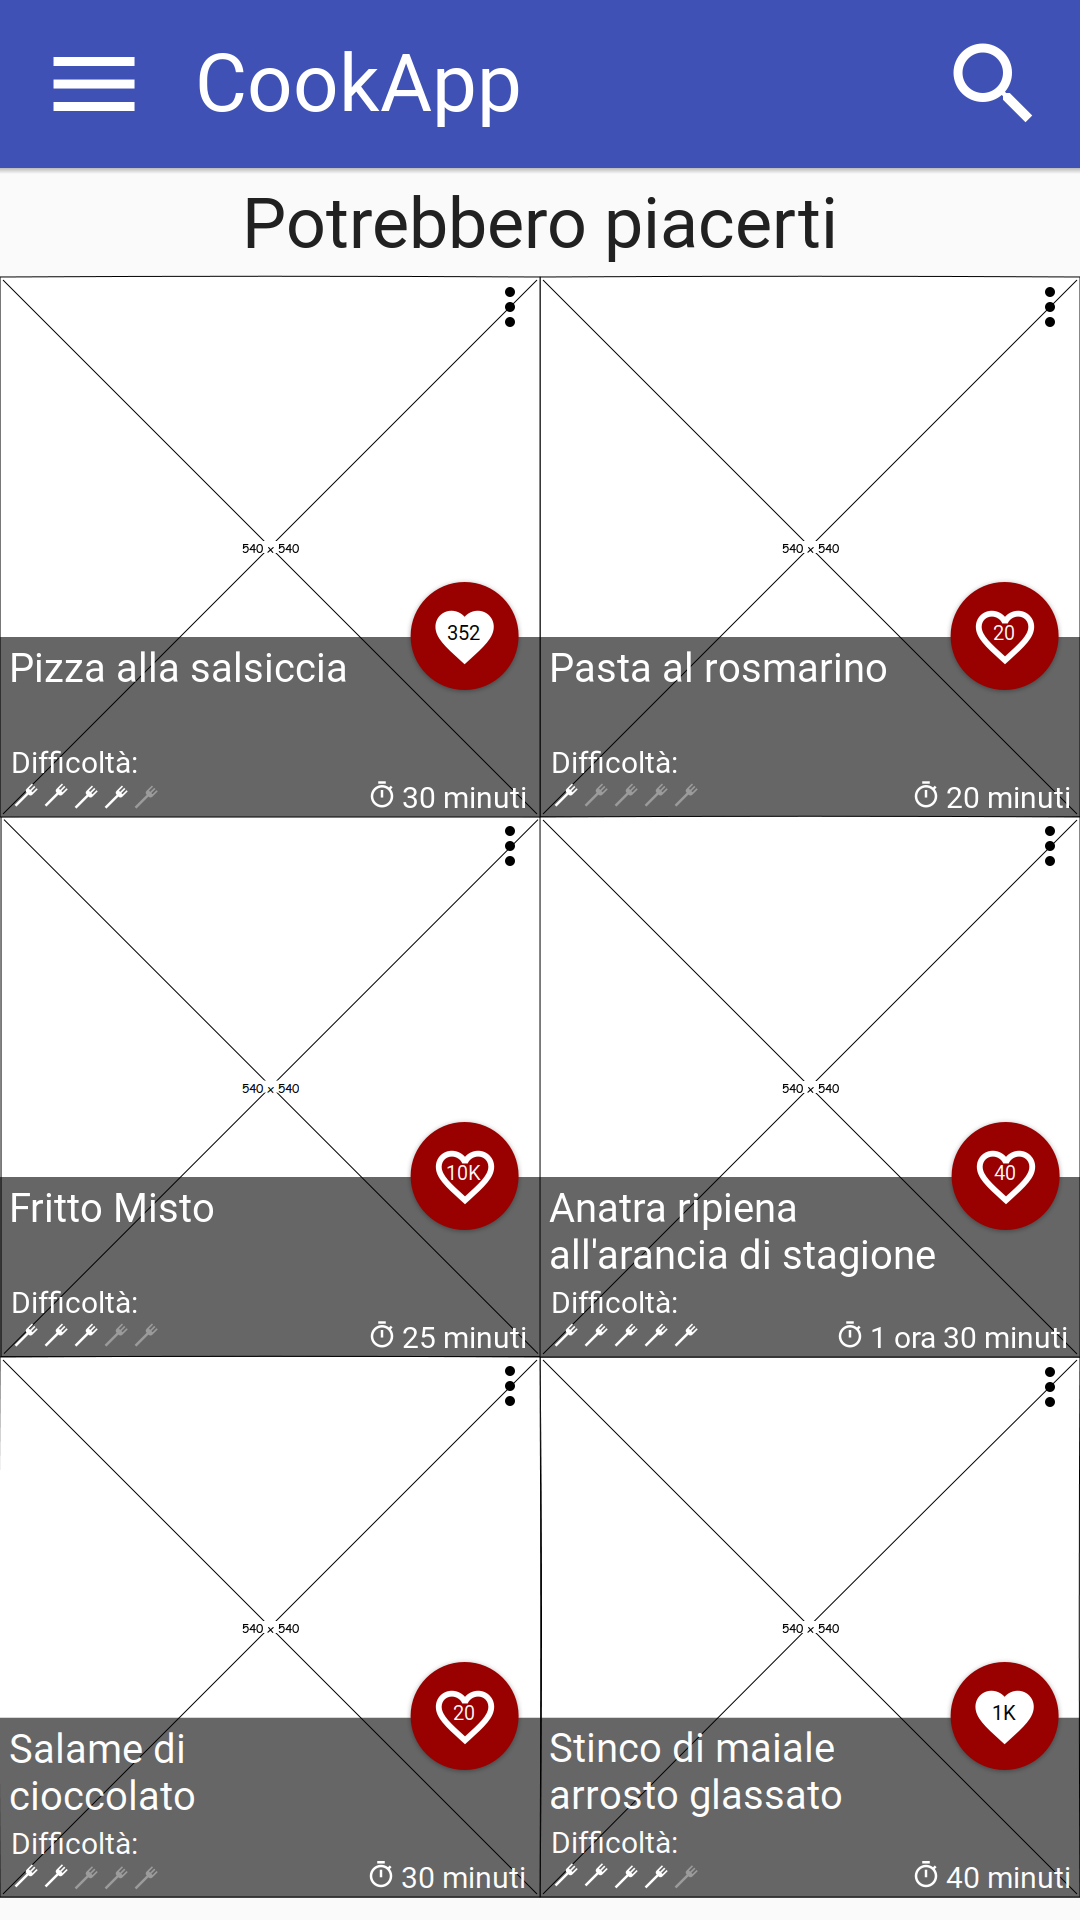 CookApp
Potrebbero piacerti
540 × 540
352
Pizza alla salsiccia
Difficoltà:
30 minuti
540 × 540
20
Pasta al rosmarino
Difficoltà:
20 minuti
540 × 540
10K
Fritto Misto
Difficoltà:
25 minuti
540 × 540
40
Anatra ripiena
all'arancia di stagione
Difficoltà:
1 ora 30 minuti
540 × 540
20
Salame di
cioccolato
Difficoltà:
30 minuti
540 × 540
1K
Stinco di maiale
arrosto glassato
Difficoltà:
40 minuti